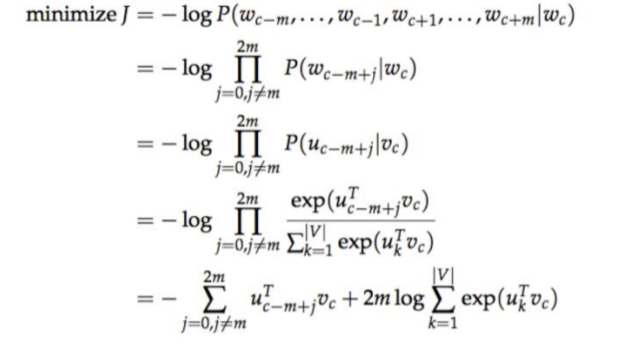 minimize J = − log P(w_{c−m}, . . . , w_{c−1}, w_{c+1}, . . . , w_{c+m}|w_c)
= − log ∏_{j=0,j≠m}^{2m} P(w_{c−m+j}|w_c)
= − log ∏_{j=0,j≠m}^{2m} P(u_{c−m+j}|v_c)
= − log ∏_{j=0,j≠m}^{2m} exp(u_{c−m+j}^T v_c) / ∑_{k=1}^{|V|} exp(u_k^T v_c)
= − ∑_{j=0,j≠m}^{2m} u_{c−m+j}^T v_c + 2m log ∑_{k=1}^{|V|} exp(u_k^T v_c)